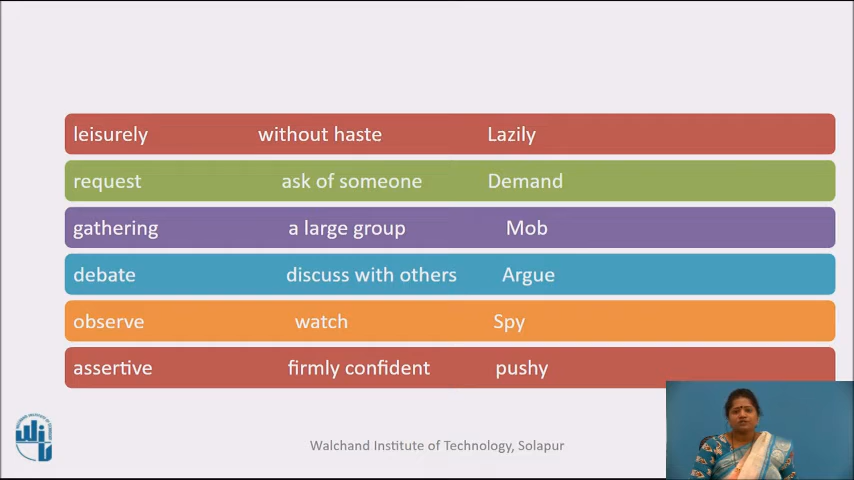 leisurely without haste Lazily
request ask of someone Demand
gathering a large group Mob
debate discuss with others Argue
observe watch Spy
assertive firmly confident pushy
Walchand Institute of Technology, Solapur